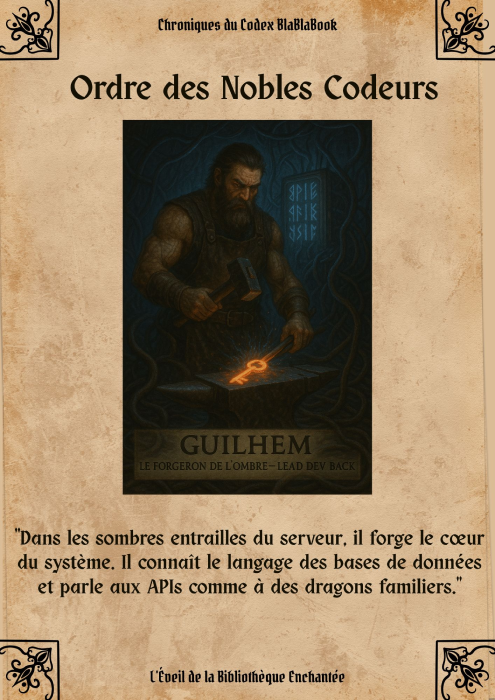 Chroniques du Codex BlaBlaBook
Ordre des Nobles Codeurs
GUILHEM
LE FORGERON DE L'OMBRE – LEAD DEV BACK
"Dans les sombres entrailles du serveur, il forge le cœur
du système. Il connaît le langage des bases de données
et parle aux APIs comme à des dragons familiers."
L'Éveil de la Bibliothèque Enchantée